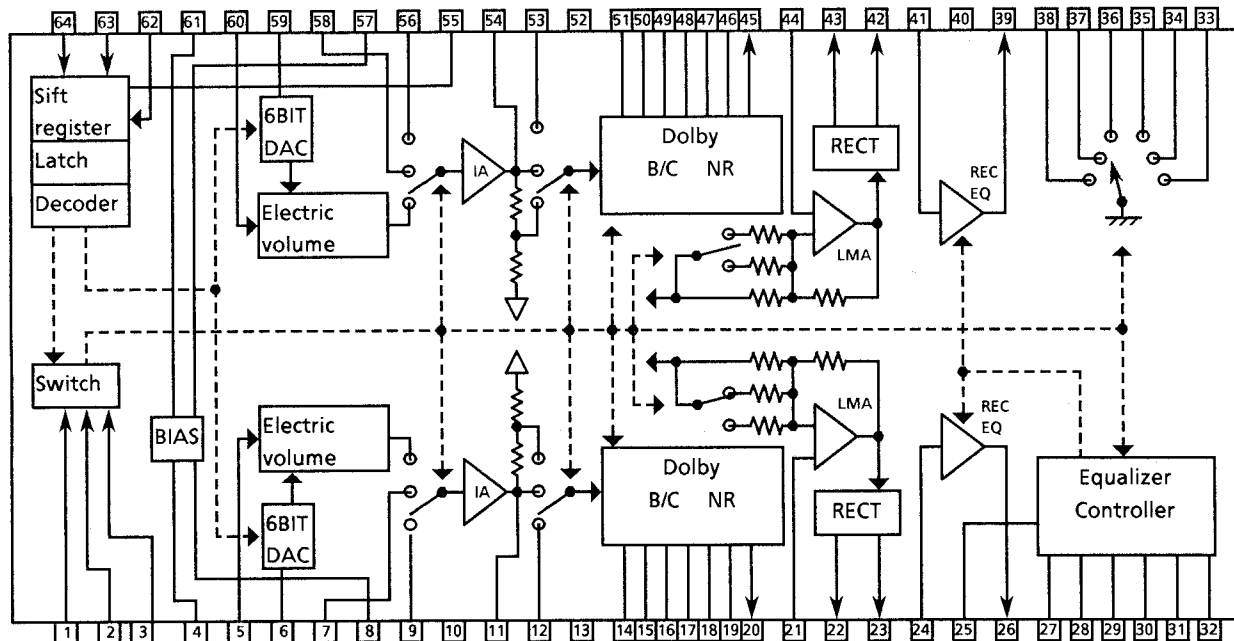 64 63 62 61 60 59 58 57 56 55 54 53 52 51 50 49 48 47 46 45 44 43 42 41 40 39 38 37 36 35 34 33
Sift
register
Latch
Decoder
6BIT
DAC
Electric
volume
IA
Dolby
B/C NR
RECT
LMA
REC
EQ
Switch
BIAS
Electric
volume
6BIT
DAC
IA
Dolby
B/C NR
LMA
RECT
REC
EQ
Equalizer
Controller
1 2 3 4 5 6 7 8 9 10 11 12 13 14 15 16 17 18 19 20 21 22 23 24 25 26 27 28 29 30 31 32